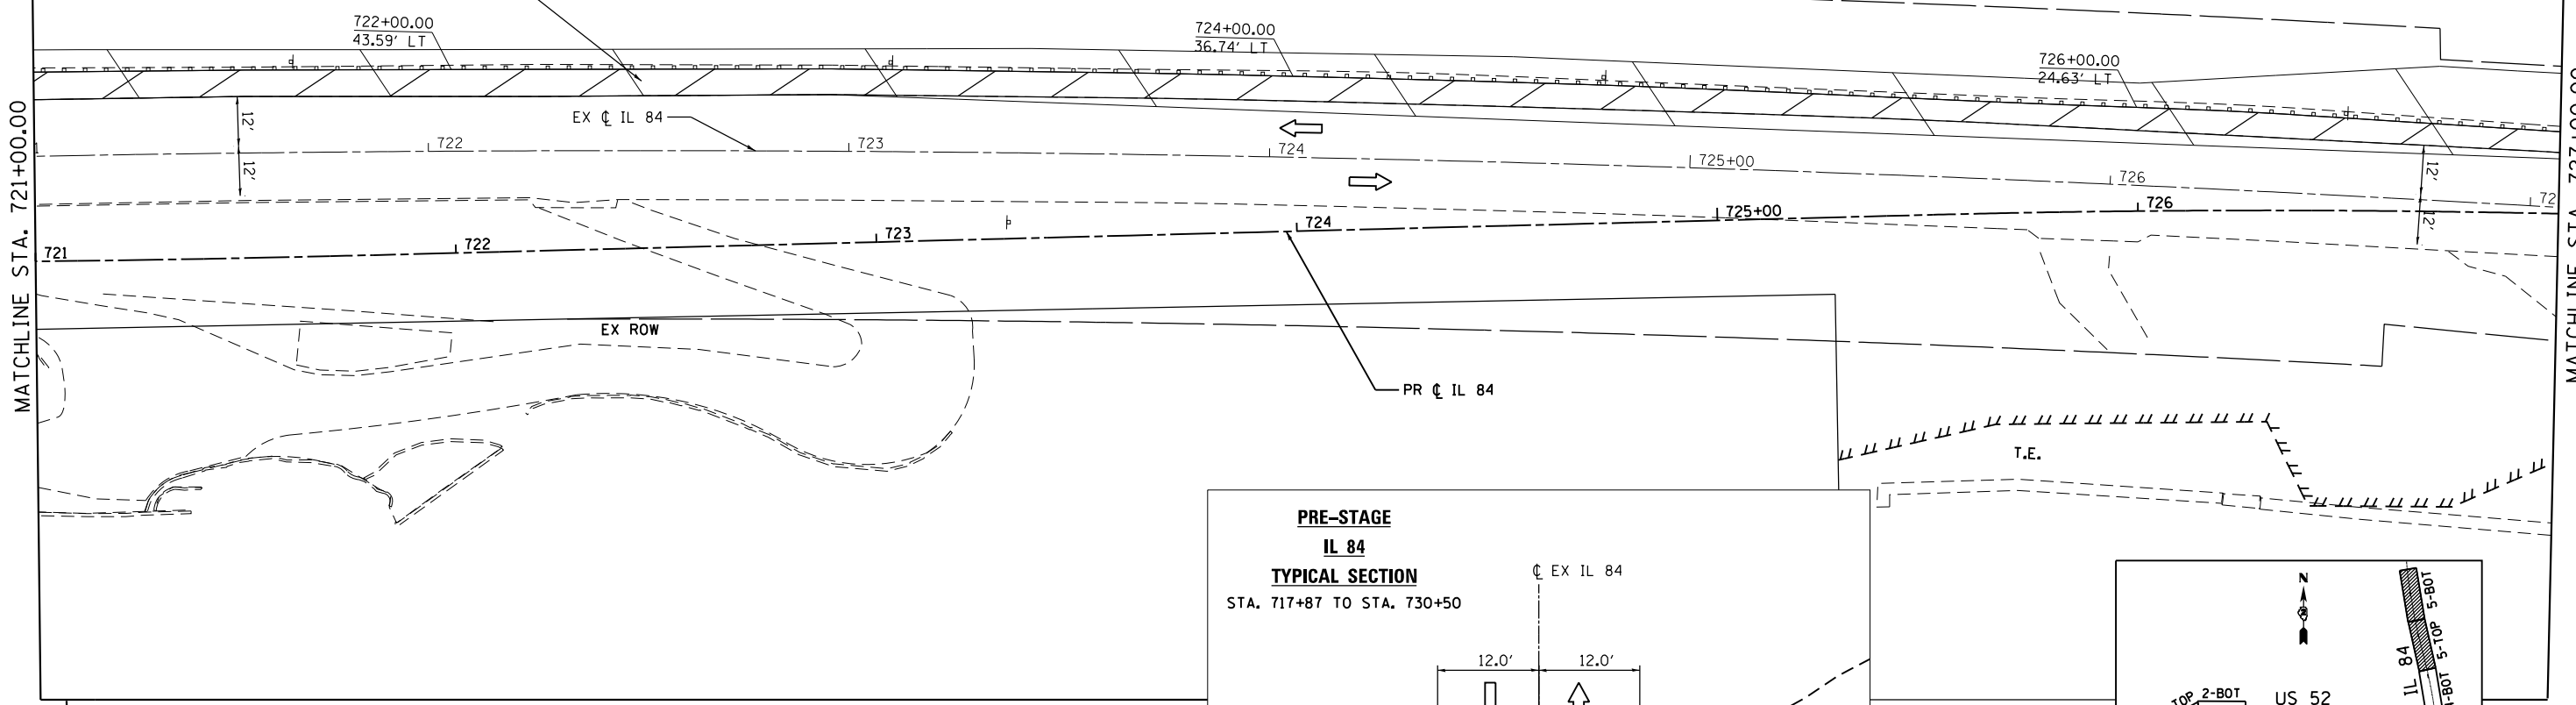 722+00.00
43.59' LT
724+00.00
36.74' LT
726+00.00
24.63' LT
MATCHLINE STA. 721+00.00
12'
12'
EX ℄ IL 84
722
723
724
725+00
726
12'
12'
721
722
723
724
725+00
726
EX ROW
PR ℄ IL 84
T.E.
PRE-STAGE
IL 84
TYPICAL SECTION
STA. 717+87 TO STA. 730+50
℄ EX IL 84
12.0'
12.0'
N
5-BOT
5-TOP
IL 84
2-BOT
US 52